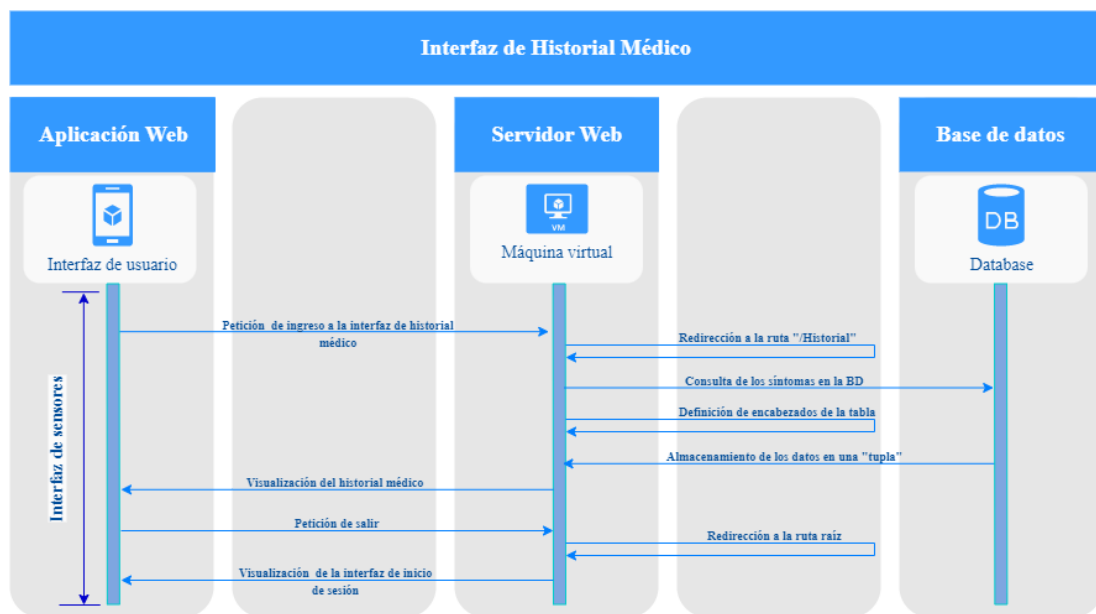 Interfaz de Historial Médico
Aplicación Web
Servidor Web
Base de datos
VM
DB
Interfaz de usuario
Máquina virtual
Database
Interfaz de sensores
Petición de ingreso a la interfaz de historial
médico
Redirección a la ruta "/Historial"
Consulta de los síntomas en la BD
Definición de encabezados de la tabla
Almacenamiento de los datos en una "tupla"
Visualización del historial médico
Petición de salir
Redirección a la ruta raíz
Visualización de la interfaz de inicio
de sesión